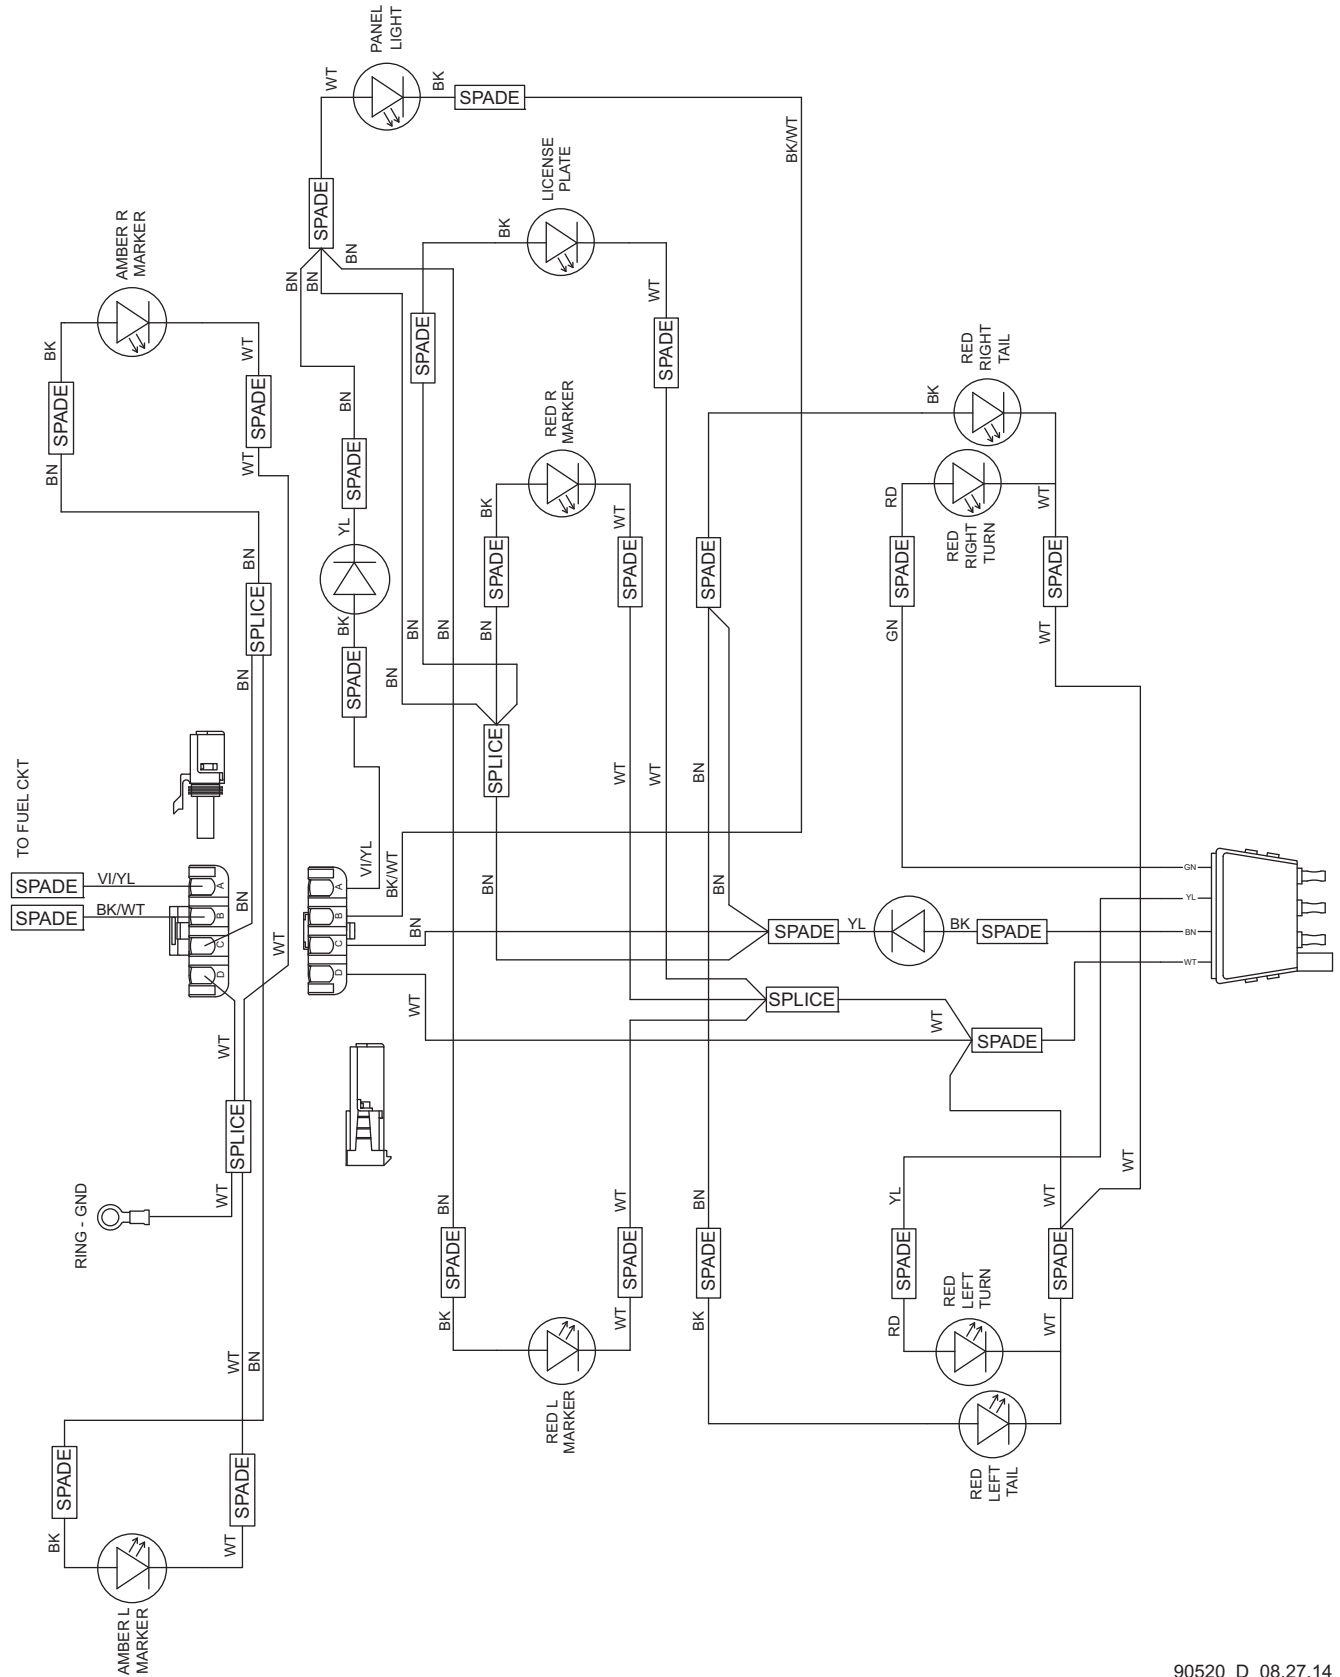 PANEL
LIGHT
WT
BK
SPADE
BK/WT
LICENSE
PLATE
BK
SPADE
BN
BN
BN
AMBER R
MARKER
BK
WT
SPADE
SPADE
BN
WT
SPADE
WT
SPADE
BN
SPADE
RED R
MARKER
RED
RIGHT
TAIL
BK
BN
SPLICE
YL
BK
SPADE
BK
WT
SPADE
SPADE
BN
BN
BN
BN
SPADE
RD
RED
RIGHT
TURN
WT
SPADE
SPADE
GN
WT
BN
TO FUEL CKT
SPADE
VI/YL
SPADE
BK/WT
A
B
C
D
BN
WT
SPLICE
WT
WT
BN
VI/YL
BK/WT
A
B
C
D
BN
WT
BN
BN
SPADE
YL
BK
SPADE
GN
YL
BN
WT
SPLICE
WT
SPADE
WT
SPLICE
WT
RING - GND
WT
BN
BN
SPADE
BK
WT
SPADE
WT
BN
SPADE
BK
YL
SPADE
RD
WT
SPADE
WT
WT
RED
LEFT
TURN
SPADE
BK
SPADE
WT
AMBER L
MARKER
RED L
MARKER
RED
LEFT
TAIL
90520_D_08.27.14